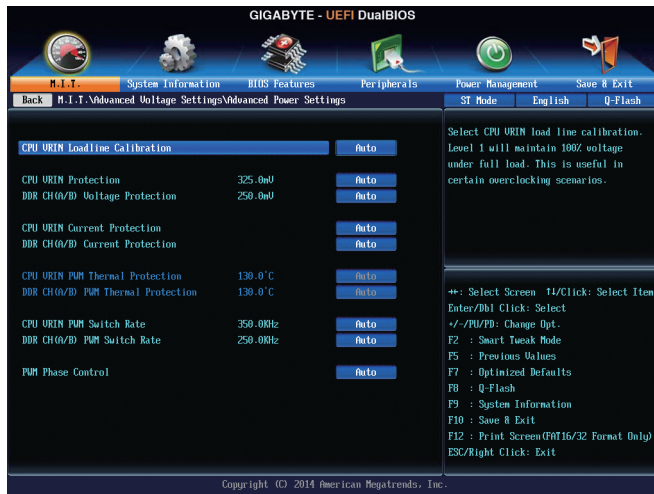 GIGABYTE - UEFI DualBIOS
M.I.T. System Information BIOS Features Peripherals Power Management Save & Exit
Back M.I.T.\Advanced Voltage Settings\Advanced Power Settings ST Mode English Q-Flash
CPU VRIN Loadline Calibration Auto
CPU VRIN Protection 325.0mV Auto
DDR CH(A/B) Voltage Protection 250.0mV Auto
CPU VRIN Current Protection Auto
DDR CH(A/B) Current Protection Auto
CPU VRIN PWM Thermal Protection 130.0°C Auto
DDR CH(A/B) PWM Thermal Protection 130.0°C Auto
CPU VRIN PWM Switch Rate 350.0KHz Auto
DDR CH(A/B) PWM Switch Rate 250.0KHz Auto
PWM Phase Control Auto
Select CPU VRIN load line calibration.
Level 1 will maintain 100% voltage
under full load. This is useful in
certain overclocking scenarios.
→←: Select Screen ↑↓/Click: Select Item
Enter/Dbl Click: Select
+/-/PU/PD: Change Opt.
F2 : Smart Tweak Mode
F5 : Previous Values
F7 : Optimized Defaults
F8 : Q-Flash
F9 : System Information
F10 : Save & Exit
F12 : Print Screen(FAT16/32 Format Only)
ESC/Right Click: Exit
Copyright (C) 2014 American Megatrends, Inc.